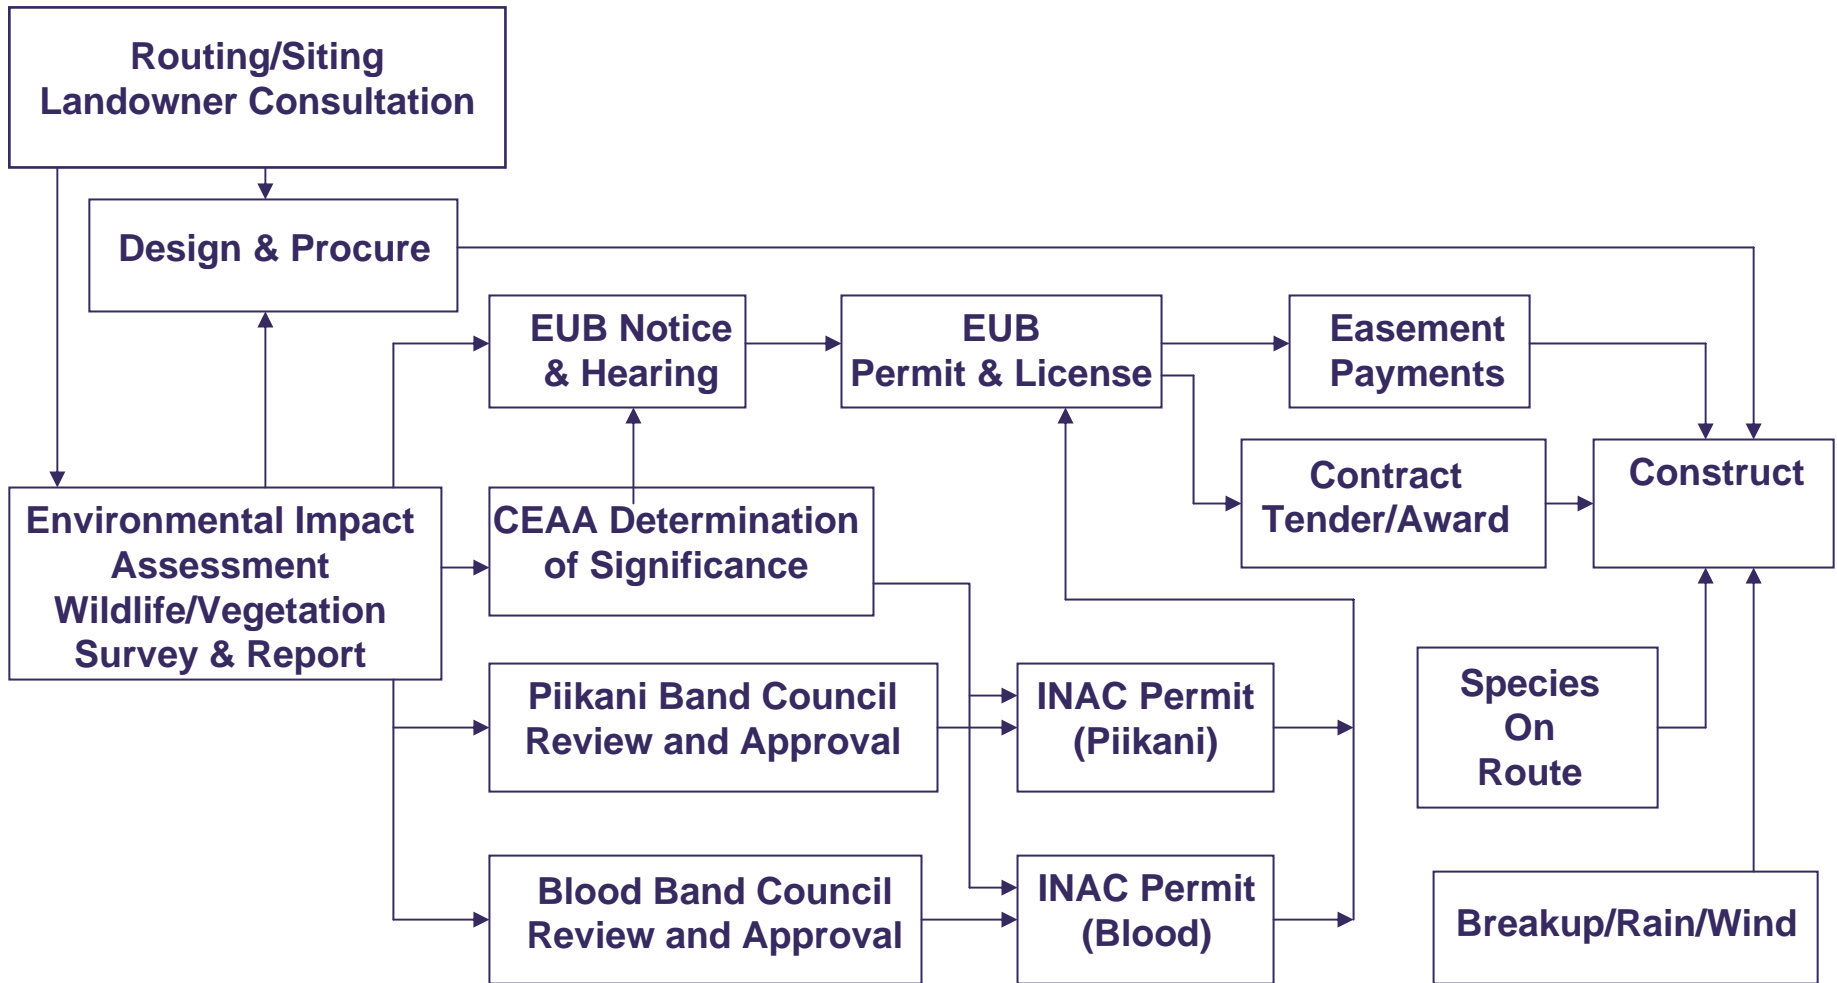 Routing/Siting
Landowner Consultation
Design & Procure
EUB Notice
& Hearing
EUB
Permit & License
Easement
Payments
Contract
Tender/Award
Construct
Environmental Impact
Assessment
Wildlife/Vegetation
Survey & Report
CEAA Determination
of Significance
Piikani Band Council
Review and Approval
INAC Permit
(Piikani)
Species
On
Route
Blood Band Council
Review and Approval
INAC Permit
(Blood)
Breakup/Rain/Wind